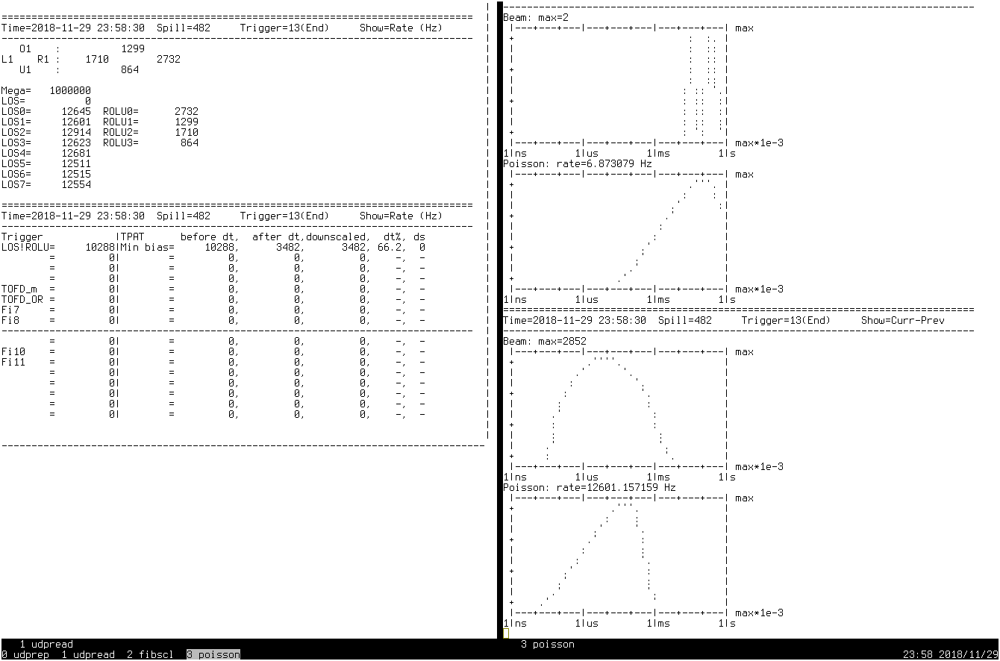 Time=2018-11-29 23:58:30  Spill=482     Trigger=13(End)     Show=Rate (Hz)
O1    :          1299
L1    R1 :    1710        2732
U1    :          864
Mega=   1000000
LOS=         0
LOS0=     12645  ROLU0=      2732
LOS1=     12601  ROLU1=      1299
LOS2=     12914  ROLU2=      1710
LOS3=     12623  ROLU3=       864
LOS4=     12681
LOS5=     12511
LOS6=     12515
LOS7=     12554
Time=2018-11-29 23:58:30  Spill=482     Trigger=13(End)     Show=Rate (Hz)
Trigger           |TPAT      before dt,  after dt,downscaled,  dt%,  ds
LOS!ROLU=     10288|Min bias=     10288,      3482,      3482, 66.2,  0
=         0|        =         0,         0,         0,    -,  -
=         0|        =         0,         0,         0,    -,  -
=         0|        =         0,         0,         0,    -,  -
TOFD_m  =         0|        =         0,         0,         0,    -,  -
TOFD_OR =         0|        =         0,         0,         0,    -,  -
Fi7     =         0|        =         0,         0,         0,    -,  -
Fi8     =         0|        =         0,         0,         0,    -,  -
=         0|        =         0,         0,         0,    -,  -
Fi10    =         0|        =         0,         0,         0,    -,  -
Fi11    =         0|        =         0,         0,         0,    -,  -
=         0|        =         0,         0,         0,    -,  -
=         0|        =         0,         0,         0,    -,  -
=         0|        =         0,         0,         0,    -,  -
=         0|        =         0,         0,         0,    -,  -
=         0|        =         0,         0,         0,    -,  -
Beam: max=2
max
max*1e-3
1|ns        1|us        1|ms        1|s
Poisson: rate=6.873079 Hz
max
max*1e-3
1|ns        1|us        1|ms        1|s
Time=2018-11-29 23:58:30  Spill=482     Trigger=13(End)     Show=Curr-Prev
Beam: max=2852
max
max*1e-3
1|ns        1|us        1|ms        1|s
Poisson: rate=12601.157159 Hz
max
max*1e-3
1|ns        1|us        1|ms        1|s
1 udpread
3 poisson
0 udprep  1 udpread  2 fibscl  3 poisson
23:58 2018/11/29